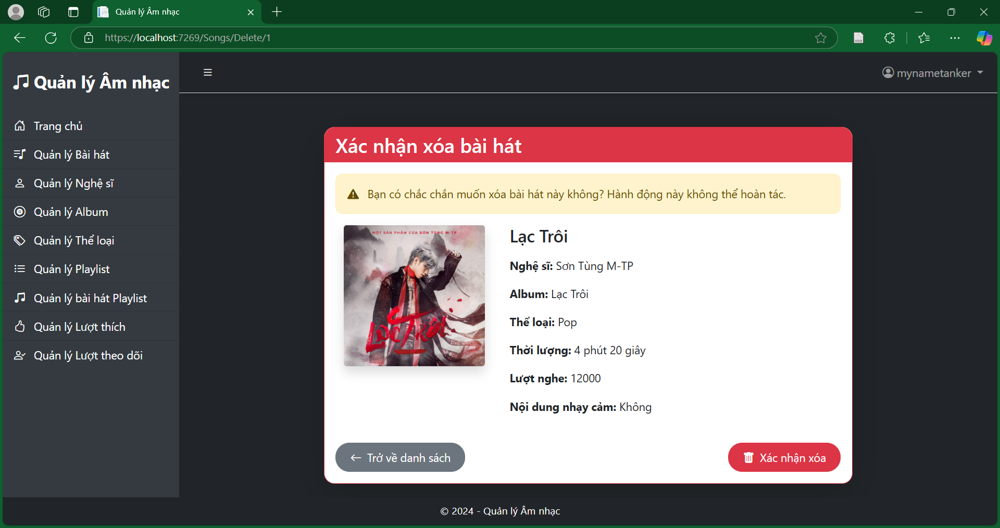 Quản lý Âm nhạc
https://localhost:7269/Songs/Delete/1
Quản lý Âm nhạc
mynametanker
Trang chủ
Quản lý Bài hát
Quản lý Nghệ sĩ
Quản lý Album
Quản lý Thể loại
Quản lý Playlist
Quản lý bài hát Playlist
Quản lý Lượt thích
Quản lý Lượt theo dõi
Xác nhận xóa bài hát
Bạn có chắc chắn muốn xóa bài hát này không? Hành động này không thể hoàn tác.
MỘT SẢN PHẨM CỦA SƠN TÙNG M-TP
Lạc Trôi
Lạc Trôi
Nghệ sĩ: Sơn Tùng M-TP
Album: Lạc Trôi
Thể loại: Pop
Thời lượng: 4 phút 20 giây
Lượt nghe: 12000
Nội dung nhạy cảm: Không
Trở về danh sách
Xác nhận xóa
© 2024 - Quản lý Âm nhạc